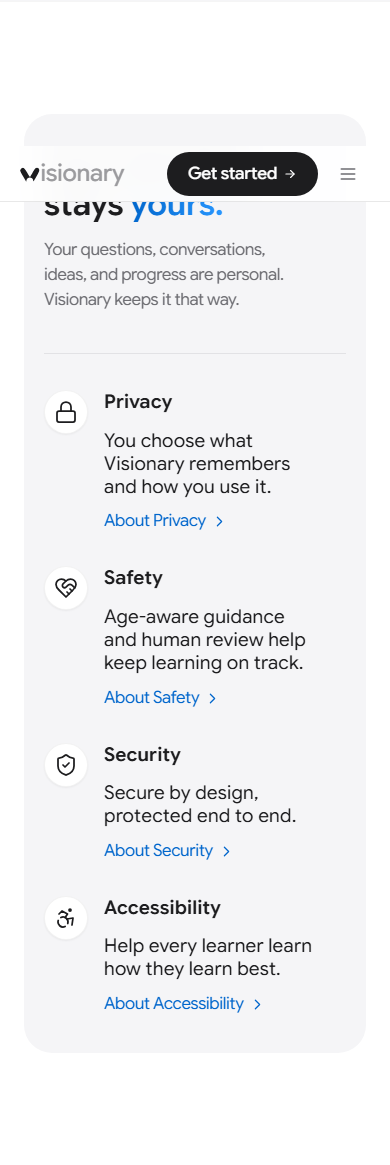 Visionary
Get started →
stays yours.
Your questions, conversations,
ideas, and progress are personal.
Visionary keeps it that way.
Privacy
You choose what
Visionary remembers
and how you use it.
About Privacy >
Safety
Age-aware guidance
and human review help
keep learning on track.
About Safety >
Security
Secure by design,
protected end to end.
About Security >
Accessibility
Help every learner learn
how they learn best.
About Accessibility >